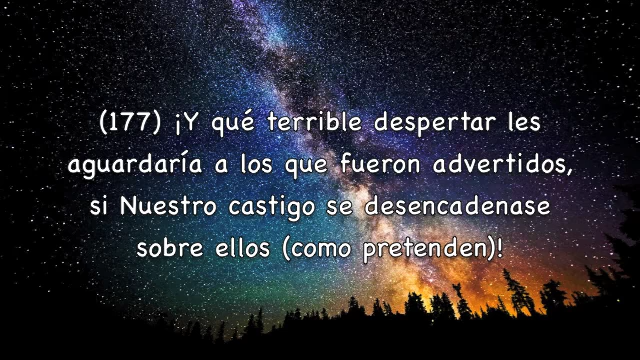 (177) ¡Y qué terrible despertar les
aguardaría a los que fueron advertidos,
si Nuestro castigo se desencadenase
sobre ellos (como pretenden)!